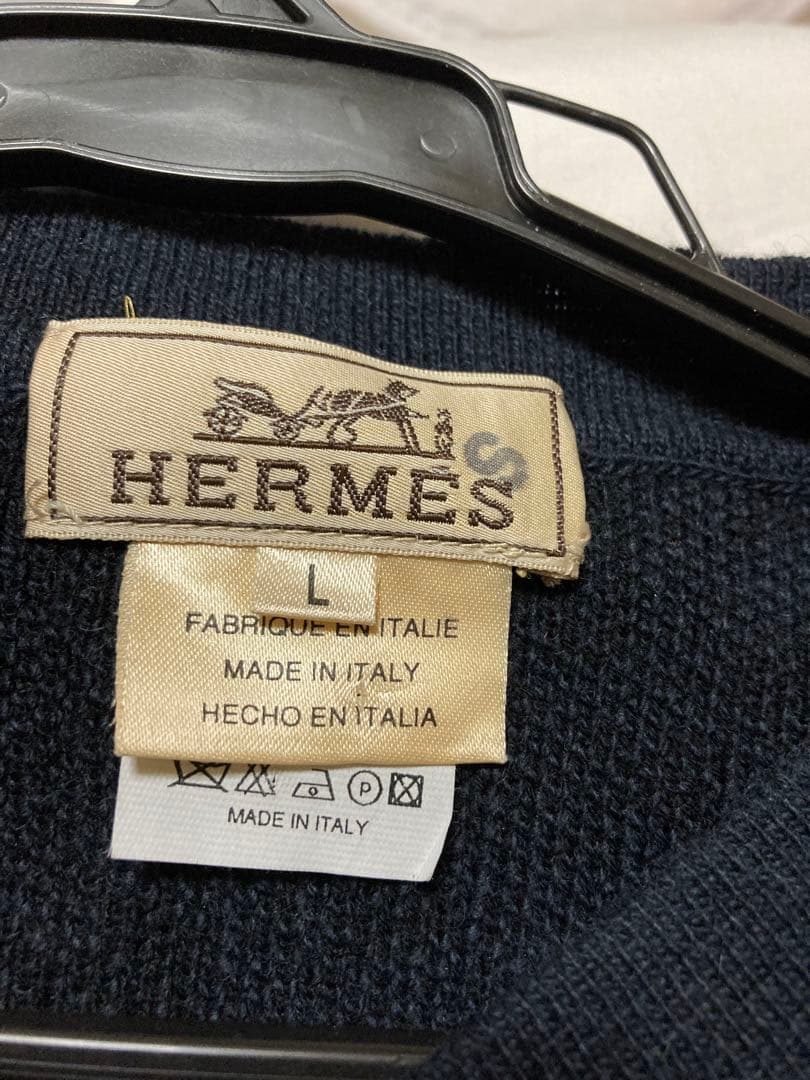 HERMES
S
L
FABRIQUE EN ITALIE
MADE IN ITALY
HECHO EN ITALIA
P
MADE IN ITALY